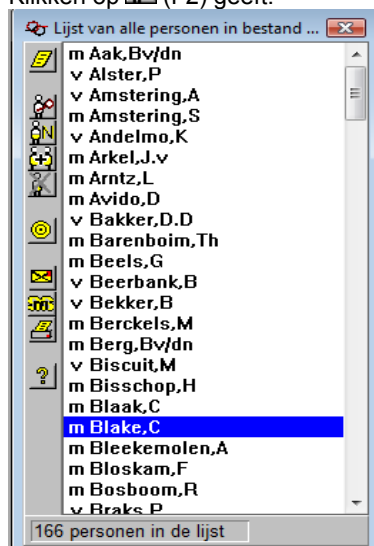 Klikken op (F2) geeft:
Lijst van alle personen in bestand ...
m Aak,Bv/dn
v Alster,P
v Amstering,A
m Amstering,S
v Andelmo,K
m Arkel,J.v
m Arntz,L
m Avido,D
v Bakker,D.D
m Barenboim,Th
m Beels,G
v Beerbank,B
v Bekker,B
m Berckels,M
m Berg,Bv/dn
v Biscuit,M
m Bisschop,H
m Blaak,C
m Blake,C
m Bleekemolen,A
m Bloskam,F
m Bosboom,R
v Braks,P
166 personen in de lijst